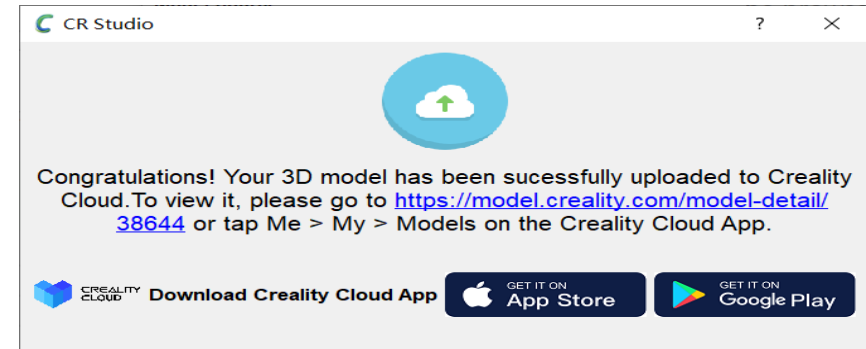 CR Studio
?
Congratulations! Your 3D model has been sucessfully uploaded to Creality
Cloud.To view it, please go to https://model.creality.com/model-detail/
38644 or tap Me > My > Models on the Creality Cloud App.
CREALITY
CLOUD
Download Creality Cloud App
GET IT ON
App Store
GET IT ON
Google Play